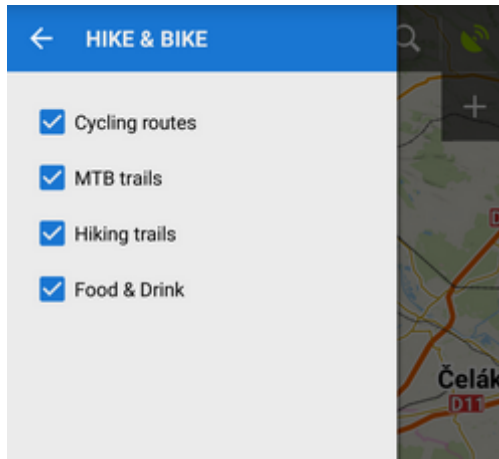 HIKE & BIKE
Cycling routes
MTB trails
Hiking trails
Food & Drink
Čelák
D11